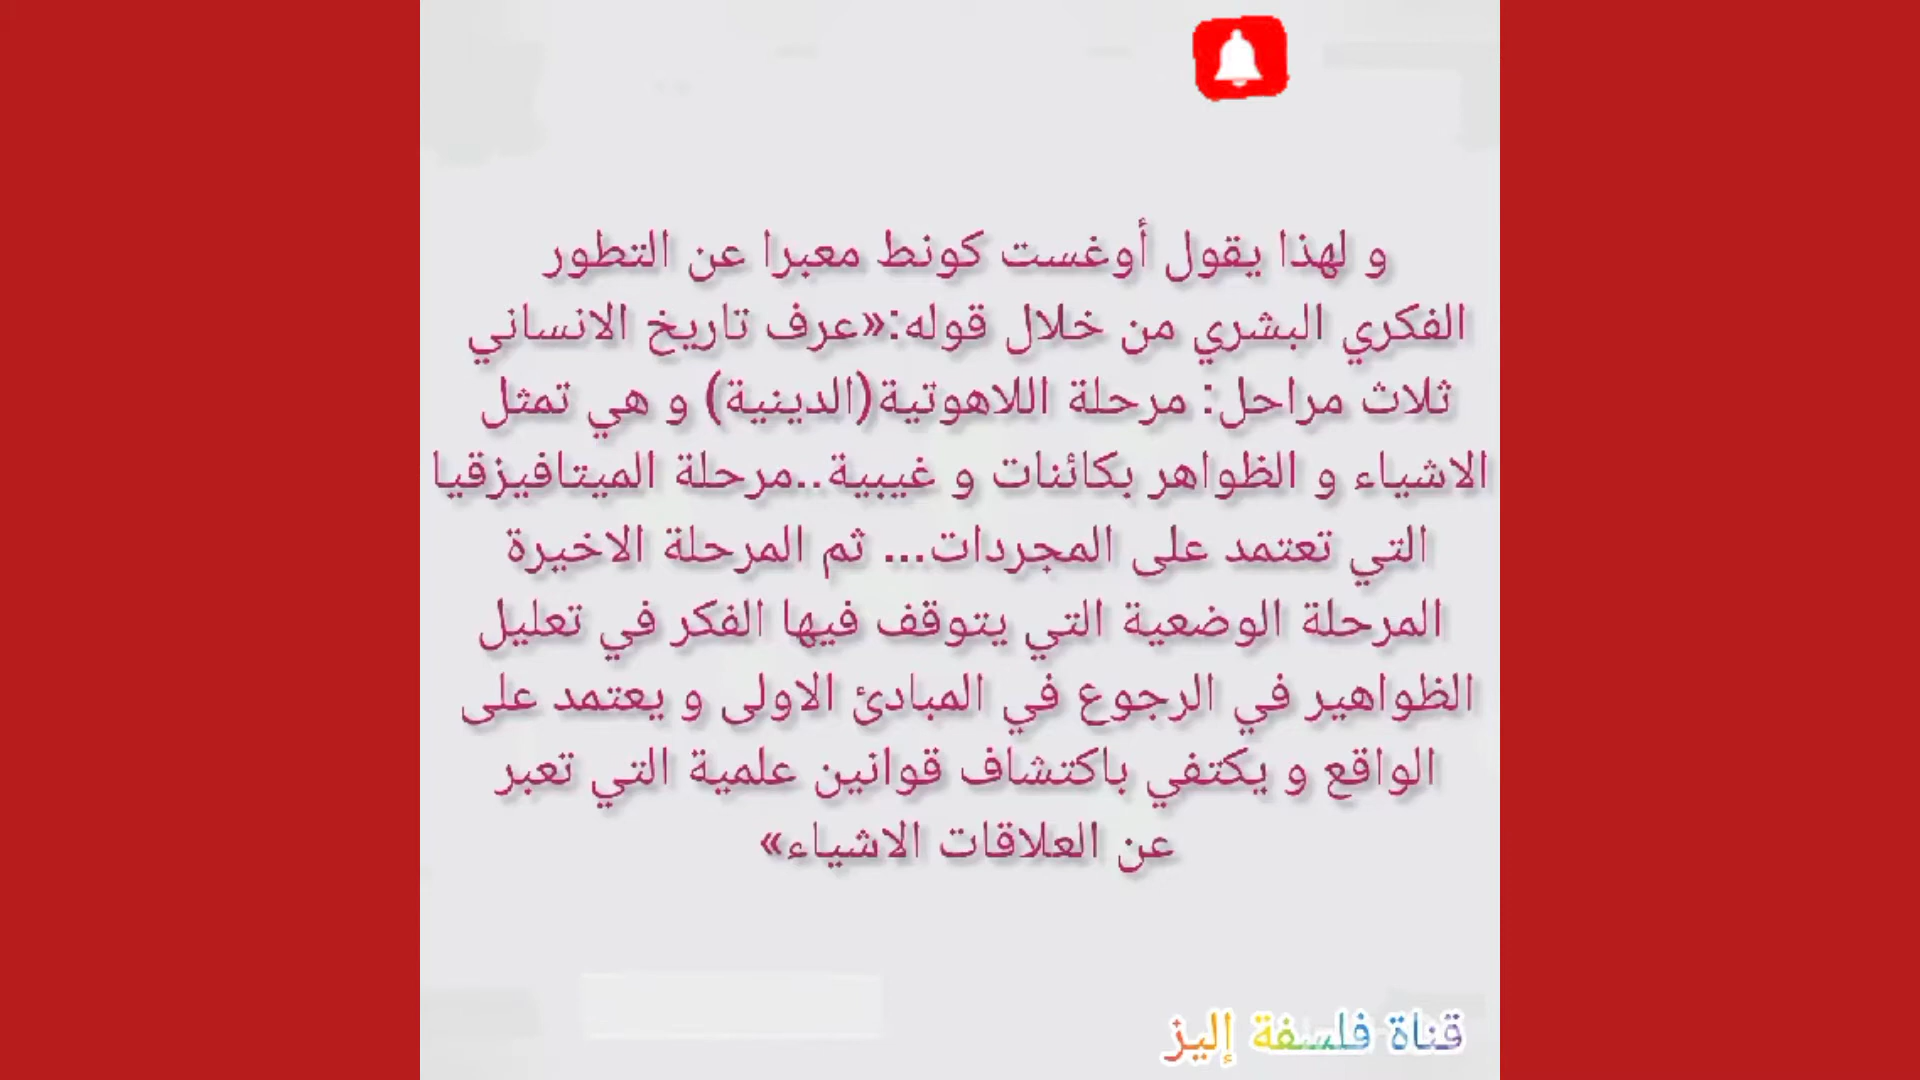 و لهذا يقول أوغست كونط معبرا عن التطور
الفكري البشري من خلال قوله:«عرف تاريخ الانساني
ثلاث مراحل: مرحلة اللاهوتية(الدينية) و هي تمثل
الاشياء و الظواهر بكائنات و غيبية..مرحلة الميتافيزقيا
التي تعتمد على المجردات... ثم المرحلة الاخيرة
المرحلة الوضعية التي يتوقف فيها الفكر في تعليل
الظواهير في الرجوع في المبادئ الاولى و يعتمد على
الواقع و يكتفي باكتشاف قوانين علمية التي تعبر
عن العلاقات الاشياء»
قناة فلسفة إليز